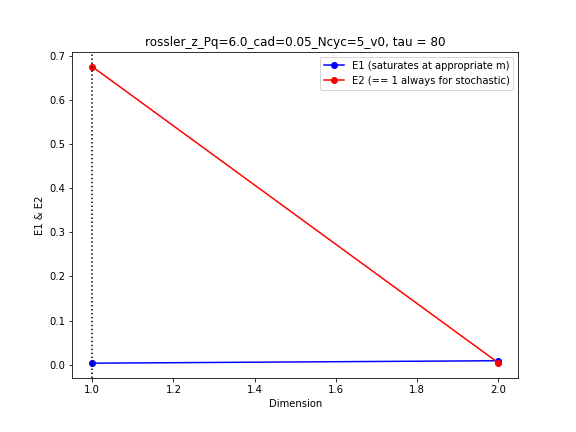 rossler_z_Pq=6.0_cad=0.05_Ncyc=5_v0, tau = 80
E1 (saturates at appropriate m)
E2 (== 1 always for stochastic)
0.7
0.6
0.5
0.4
0.3
0.2
0.1
0.0
E1 & E2
1.0 1.2 1.4 1.6 1.8 2.0
Dimension